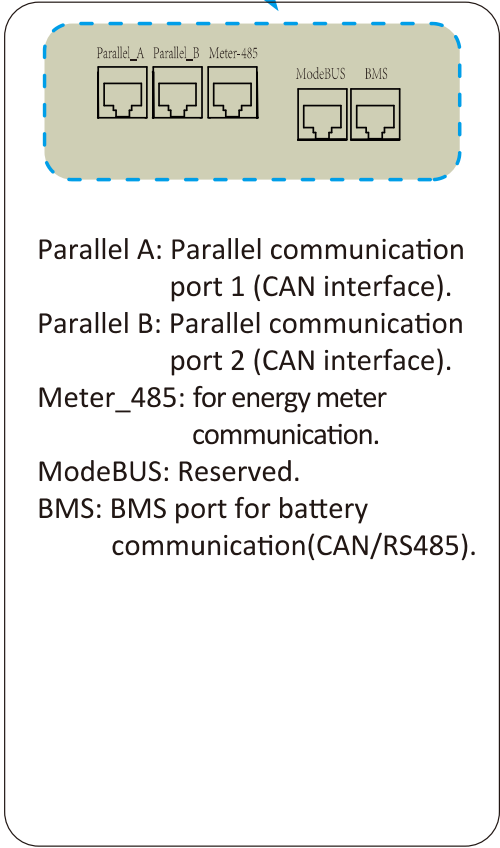 Parallel_A Parallel_B Meter-485
ModeBUS BMS
Parallel A: Parallel communication
port 1 (CAN interface).
Parallel B: Parallel communication
port 2 (CAN interface).
Meter_485: for energy meter
communication.
ModeBUS: Reserved.
BMS: BMS port for battery
communication(CAN/RS485).